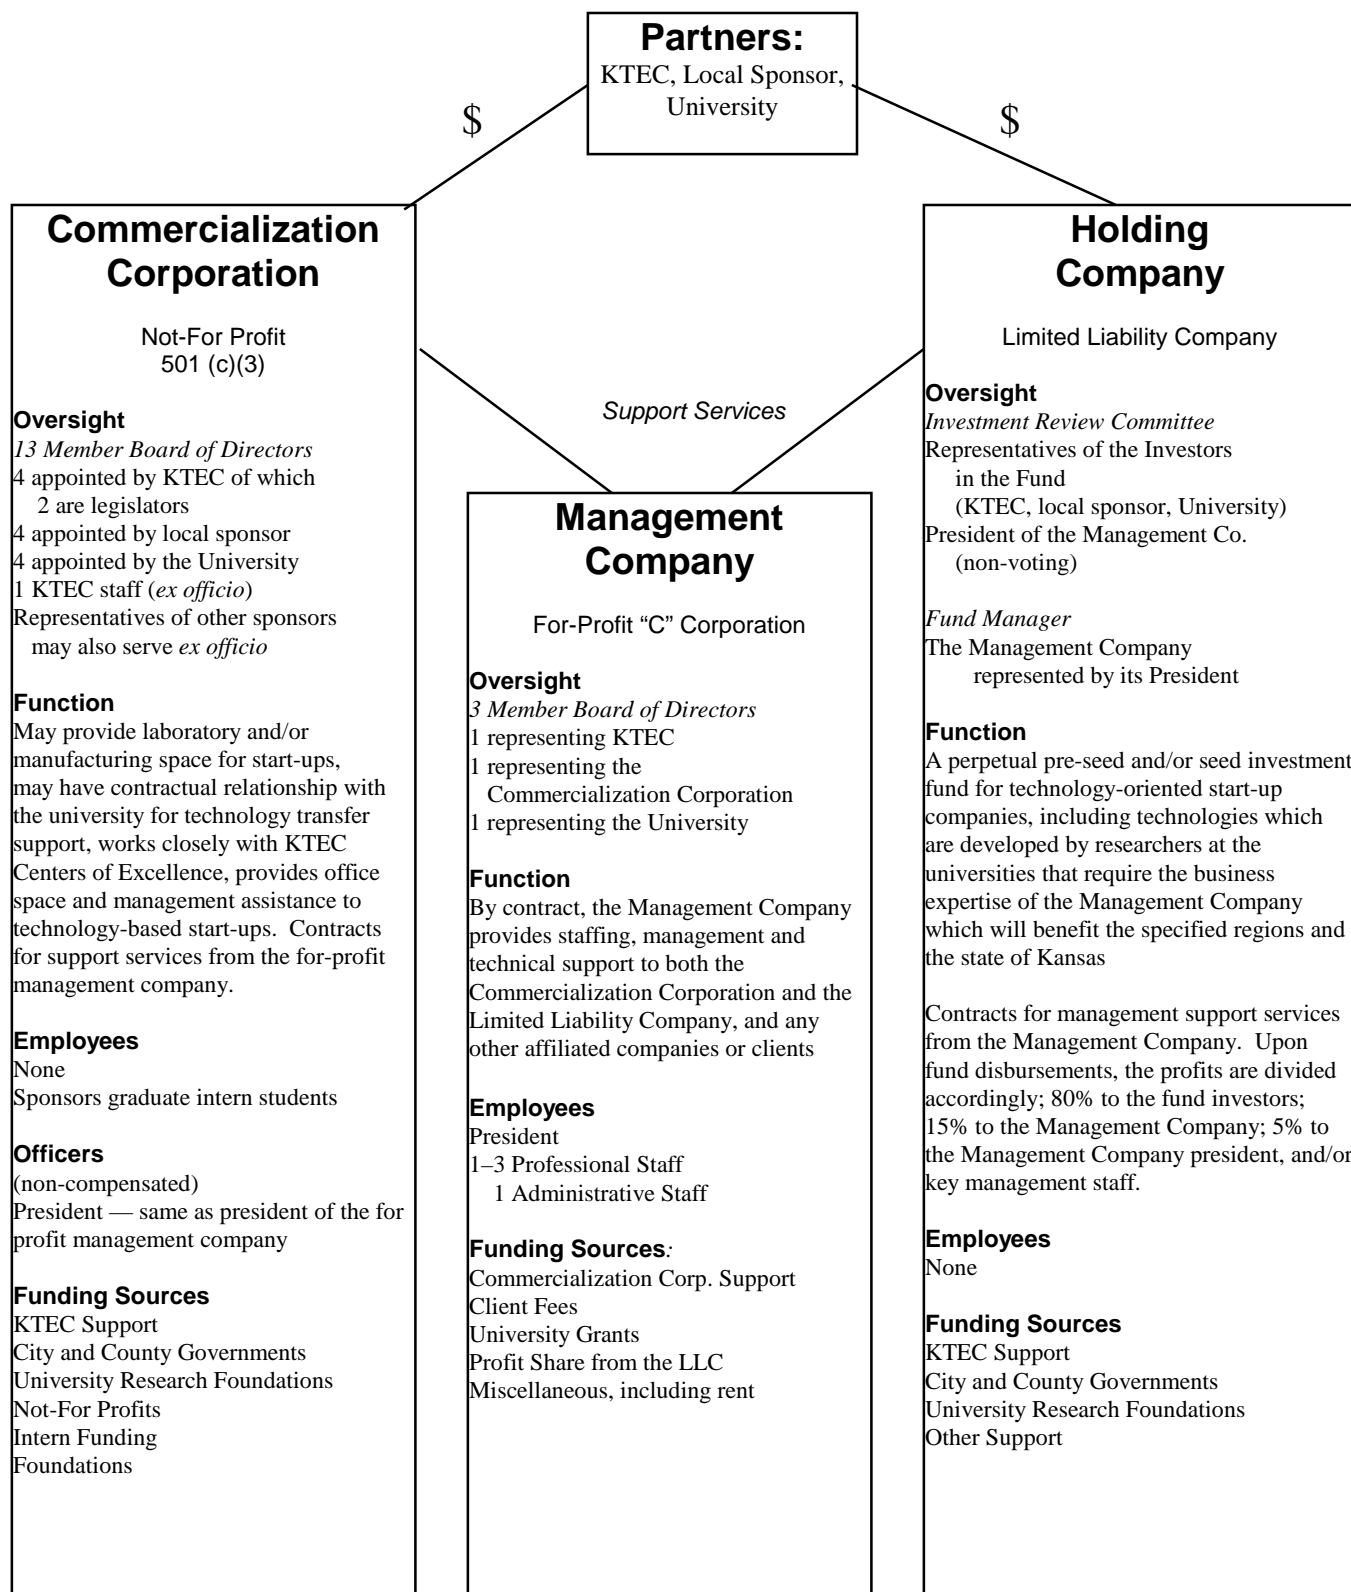 Partners:
KTEC, Local Sponsor,
University
$
$
Commercialization
Corporation
Not-For Profit
501 (c)(3)
Oversight
13 Member Board of Directors
4 appointed by KTEC of which
2 are legislators
4 appointed by local sponsor
4 appointed by the University
1 KTEC staff (ex officio)
Representatives of other sponsors
may also serve ex officio
Function
May provide laboratory and/or
manufacturing space for start-ups,
may have contractual relationship with
the university for technology transfer
support, works closely with KTEC
Centers of Excellence, provides office
space and management assistance to
technology-based start-ups.  Contracts
for support services from the for-profit
management company.
Employees
None
Sponsors graduate intern students
Officers
(non-compensated)
President — same as president of the for
profit management company
Funding Sources
KTEC Support
City and County Governments
University Research Foundations
Not-For Profits
Intern Funding
Foundations
Support Services
Management
Company
For-Profit “C” Corporation
Oversight
3 Member Board of Directors
1 representing KTEC
1 representing the
Commercialization Corporation
1 representing the University
Function
By contract, the Management Company
provides staffing, management and
technical support to both the
Commercialization Corporation and the
Limited Liability Company, and any
other affiliated companies or clients
Employees
President
1–3 Professional Staff
1 Administrative Staff
Funding Sources:
Commercialization Corp. Support
Client Fees
University Grants
Profit Share from the LLC
Miscellaneous, including rent
Holding
Company
Limited Liability Company
Oversight
Investment Review Committee
Representatives of the Investors
in the Fund
(KTEC, local sponsor, University)
President of the Management Co.
(non-voting)
Fund Manager
The Management Company
represented by its President
Function
A perpetual pre-seed and/or seed investment
fund for technology-oriented start-up
companies, including technologies which
are developed by researchers at the
universities that require the business
expertise of the Management Company
which will benefit the specified regions and
the state of Kansas
Contracts for management support services
from the Management Company.  Upon
fund disbursements, the profits are divided
accordingly; 80% to the fund investors;
15% to the Management Company; 5% to
the Management Company president, and/or
key management staff.
Employees
None
Funding Sources
KTEC Support
City and County Governments
University Research Foundations
Other Support